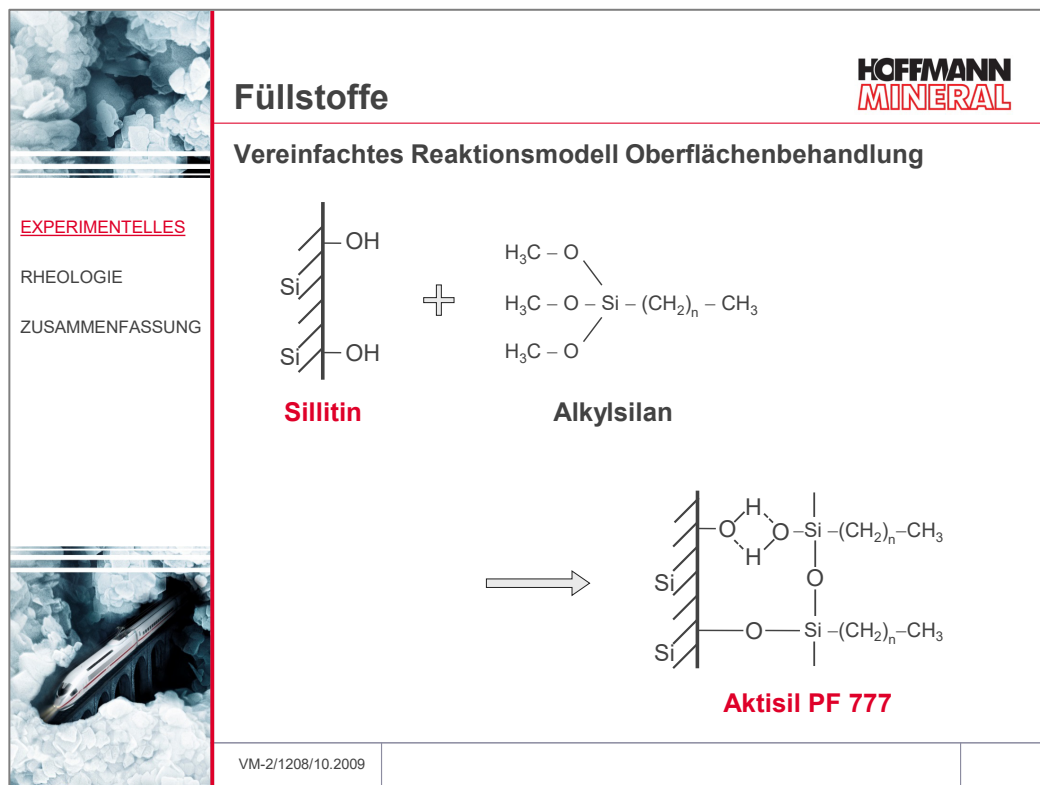 Füllstoffe
HOFFMANN
MINERAL
Vereinfachtes Reaktionsmodell Oberflächenbehandlung
EXPERIMENTELLES
RHEOLOGIE
ZUSAMMENFASSUNG
OH
Si
Si
OH
H₃C – O
H₃C – O – Si – (CH₂)ₙ – CH₃
H₃C – O
Sillitin
Alkylsilan
H
O O –Si –(CH₂)ₙ–CH₃
H
Si
O
O Si –(CH₂)ₙ–CH₃
Si
Aktisil PF 777
VM-2/1208/10.2009